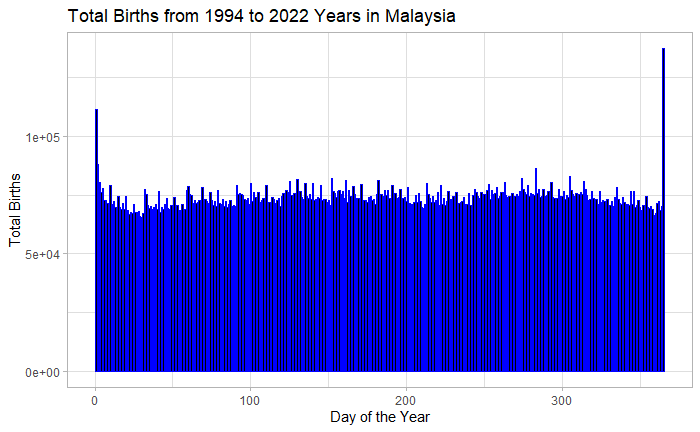 Total Births from 1994 to 2022 Years in Malaysia
Total Births
1e+05
5e+04
0e+00
0
100
200
300
Day of the Year